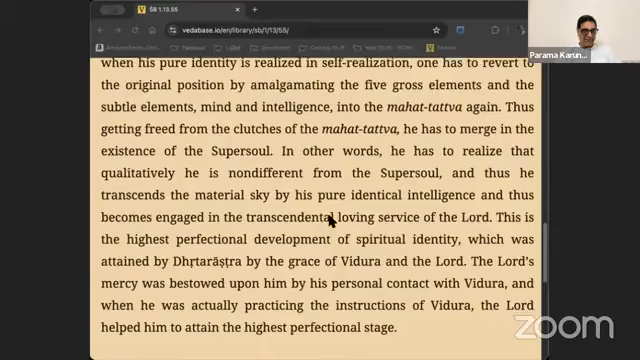 SB 1.13.55
vedabase.io/en/library/sb/1/13/55/
when his pure identity is realized in self-realization, one has to revert to
the original position by amalgamating the five gross elements and the
subtle elements, mind and intelligence, into the mahat-tattva again. Thus
getting freed from the clutches of the mahat-tattva, he has to merge in the
existence of the Supersoul. In other words, he has to realize that
qualitatively he is nondifferent from the Supersoul, and thus he
transcends the material sky by his pure identical intelligence and thus
becomes engaged in the transcendental loving service of the Lord. This is
the highest perfectional development of spiritual identity, which was
attained by Dhṛtarāṣṭra by the grace of Vidura and the Lord. The Lord's
mercy was bestowed upon him by his personal contact with Vidura, and
when he was actually practicing the instructions of Vidura, the Lord
helped him to attain the highest perfectional stage.
Parama Karun...
zoom